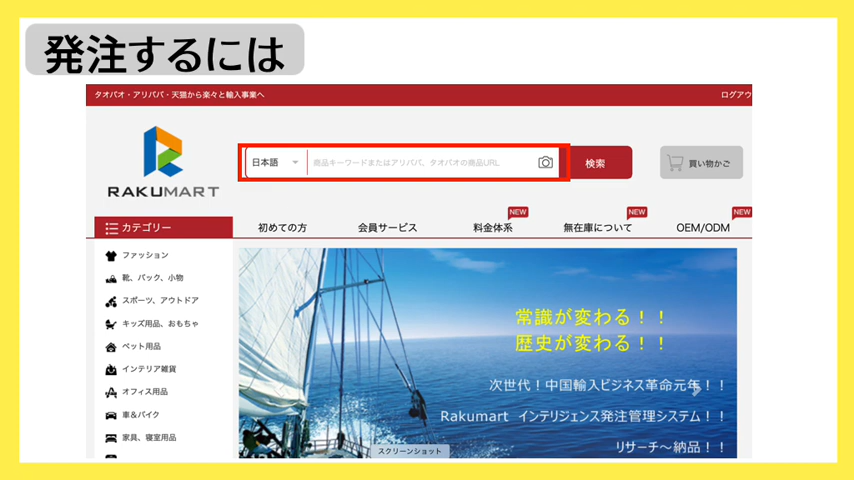 発注するには
タオバオ・アリババ・天猫から楽々と輸入事業へ
ログアウ
RAKUMART
日本語
商品キーワードまたはアリババ、タオバオの商品URL
検索
買い物かご
NEW
NEW
NEW
カテゴリー
初めての方
会員サービス
料金体系
無在庫について
OEM/ODM
ファッション
靴、バック、小物
スポーツ、アウトドア
キッズ用品、おもちゃ
ペット用品
インテリア雑貨
オフィス用品
車&バイク
家具、寝室用品
常識が変わる！！
歴史が変わる！！
次世代！中国輸入ビジネス革命元年！！
Rakumart インテリジェンス発注管理システム！！
リサーチ〜納品！！
スクリーンショット